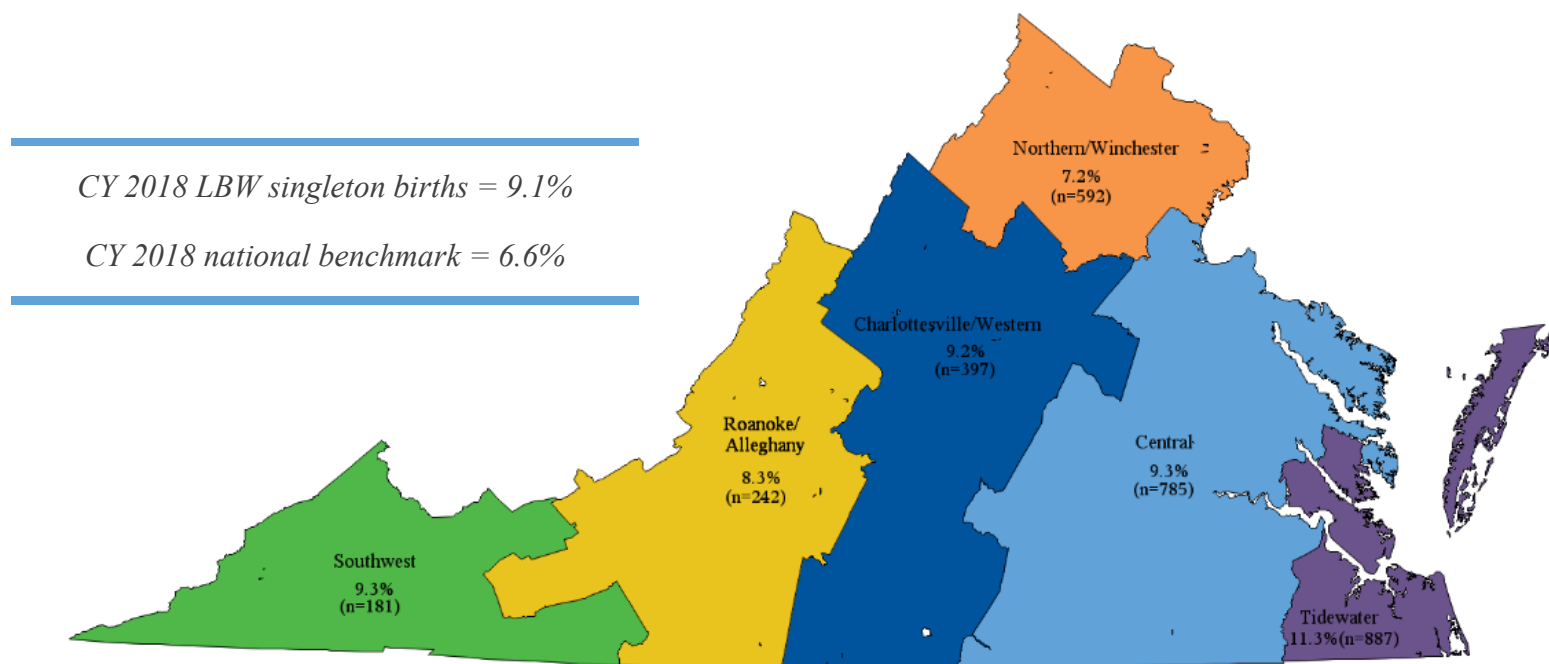 CY 2018 LBW singleton births = 9.1%
CY 2018 national benchmark = 6.6%
Northern/Winchester
7.2%
(n=592)
Charlottesville/Western
9.2%
(n=397)
Roanoke/
Alleghany
8.3%
(n=242)
Central
9.3%
(n=785)
Southwest
9.3%
(n=181)
Tidewater
11.3%(n=887)